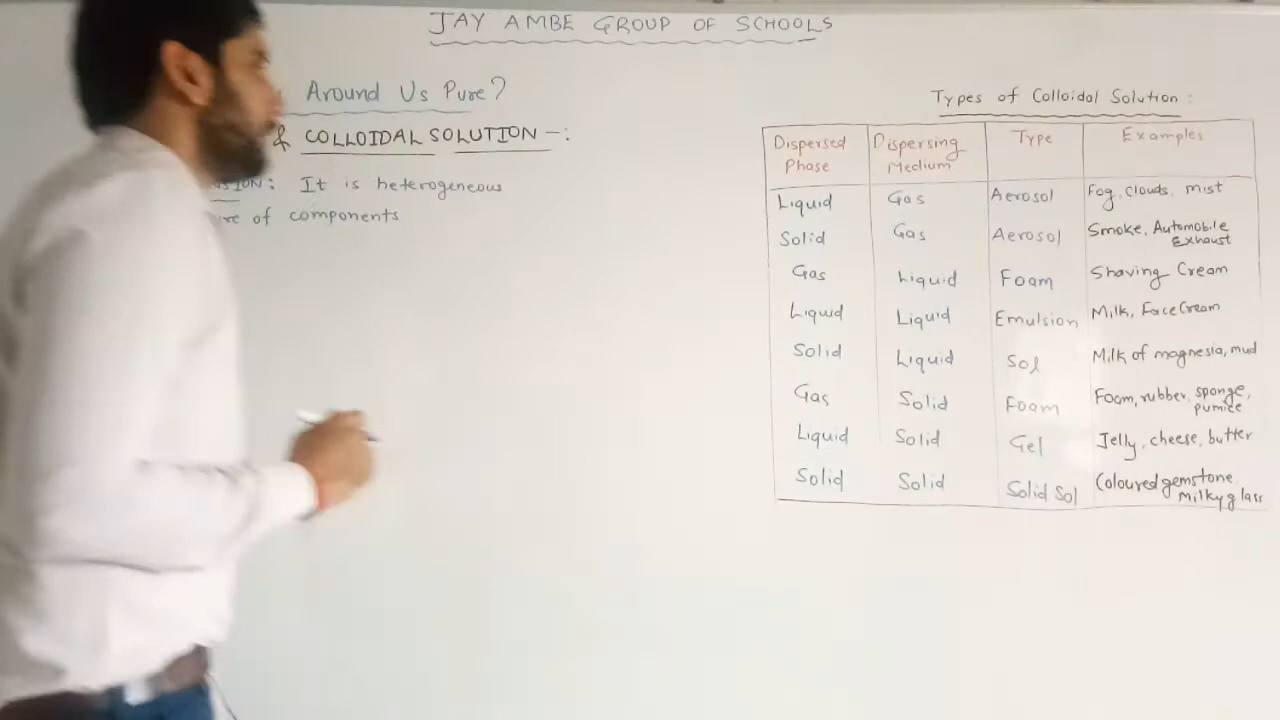 JAY AMBE GROUP OF SCHOOLS
Around Us Pure?
& COLLOIDAL SOLUTION -:
It is heterogeneous
of components
Types of Colloidal Solution :
Dispersed Phase Dispersing Medium Type Examples
Liquid Gas Aerosol Fog, clouds, mist
Solid Gas Aerosol Smoke, Automobile Exhaust
Gas Liquid Foam Shaving Cream
Liquid Liquid Emulsion Milk, Face Cream
Solid Liquid Sol Milk of magnesia, mud
Gas Solid Foam Foam, rubber, sponge, pumice
Liquid Solid Gel Jelly, cheese, butter
Solid Solid Solid Sol Coloured gemstone Milky glass